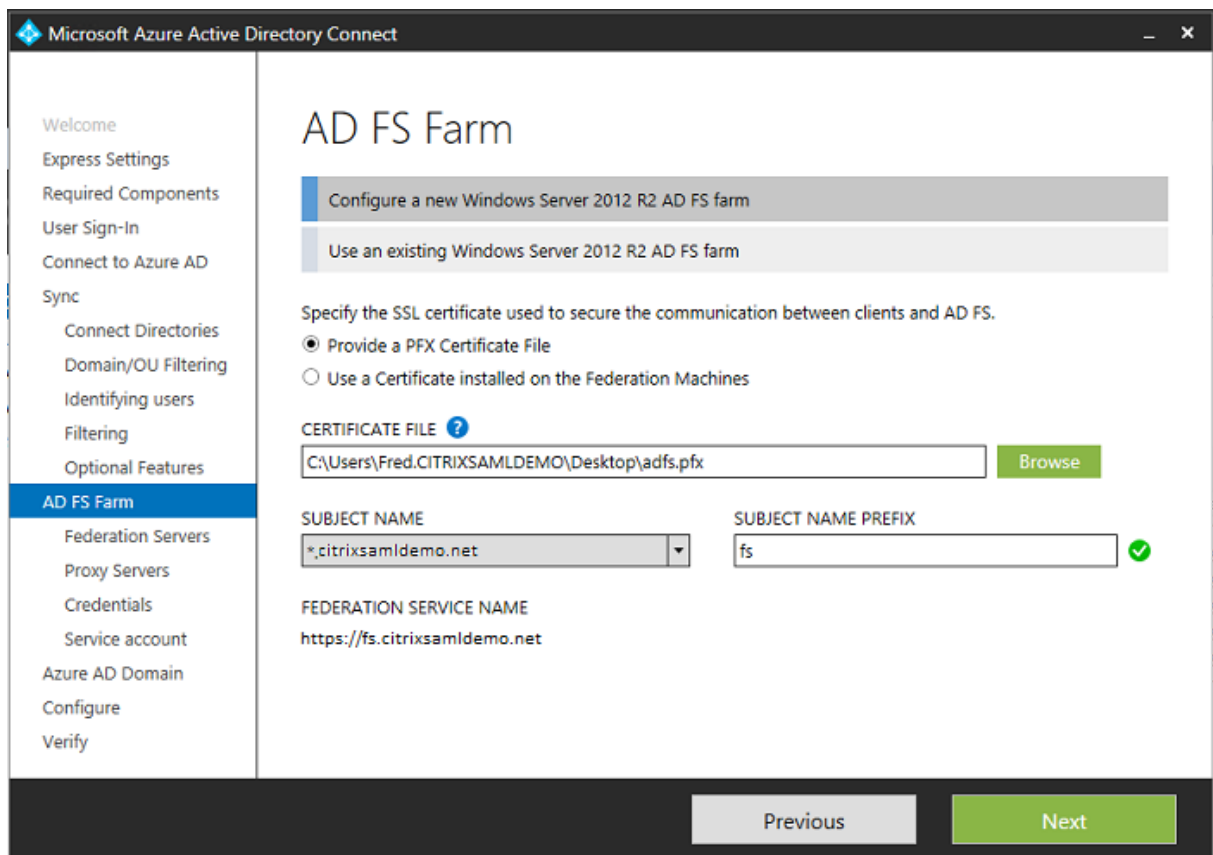 Microsoft Azure Active Directory Connect
Welcome
Express Settings
Required Components
User Sign-In
Connect to Azure AD
Sync
Connect Directories
Domain/OU Filtering
Identifying users
Filtering
Optional Features
AD FS Farm
Federation Servers
Proxy Servers
Credentials
Service account
Azure AD Domain
Configure
Verify
AD FS Farm
Configure a new Windows Server 2012 R2 AD FS farm
Use an existing Windows Server 2012 R2 AD FS farm
Specify the SSL certificate used to secure the communication between clients and AD FS.
Provide a PFX Certificate File
Use a Certificate installed on the Federation Machines
CERTIFICATE FILE ?
C:\Users\Fred.CITRIXSAMLDEMO\Desktop\adfs.pfx Browse
SUBJECT NAME SUBJECT NAME PREFIX
*.citrixsamldemo.net fs
FEDERATION SERVICE NAME
https://fs.citrixsamldemo.net
Previous Next